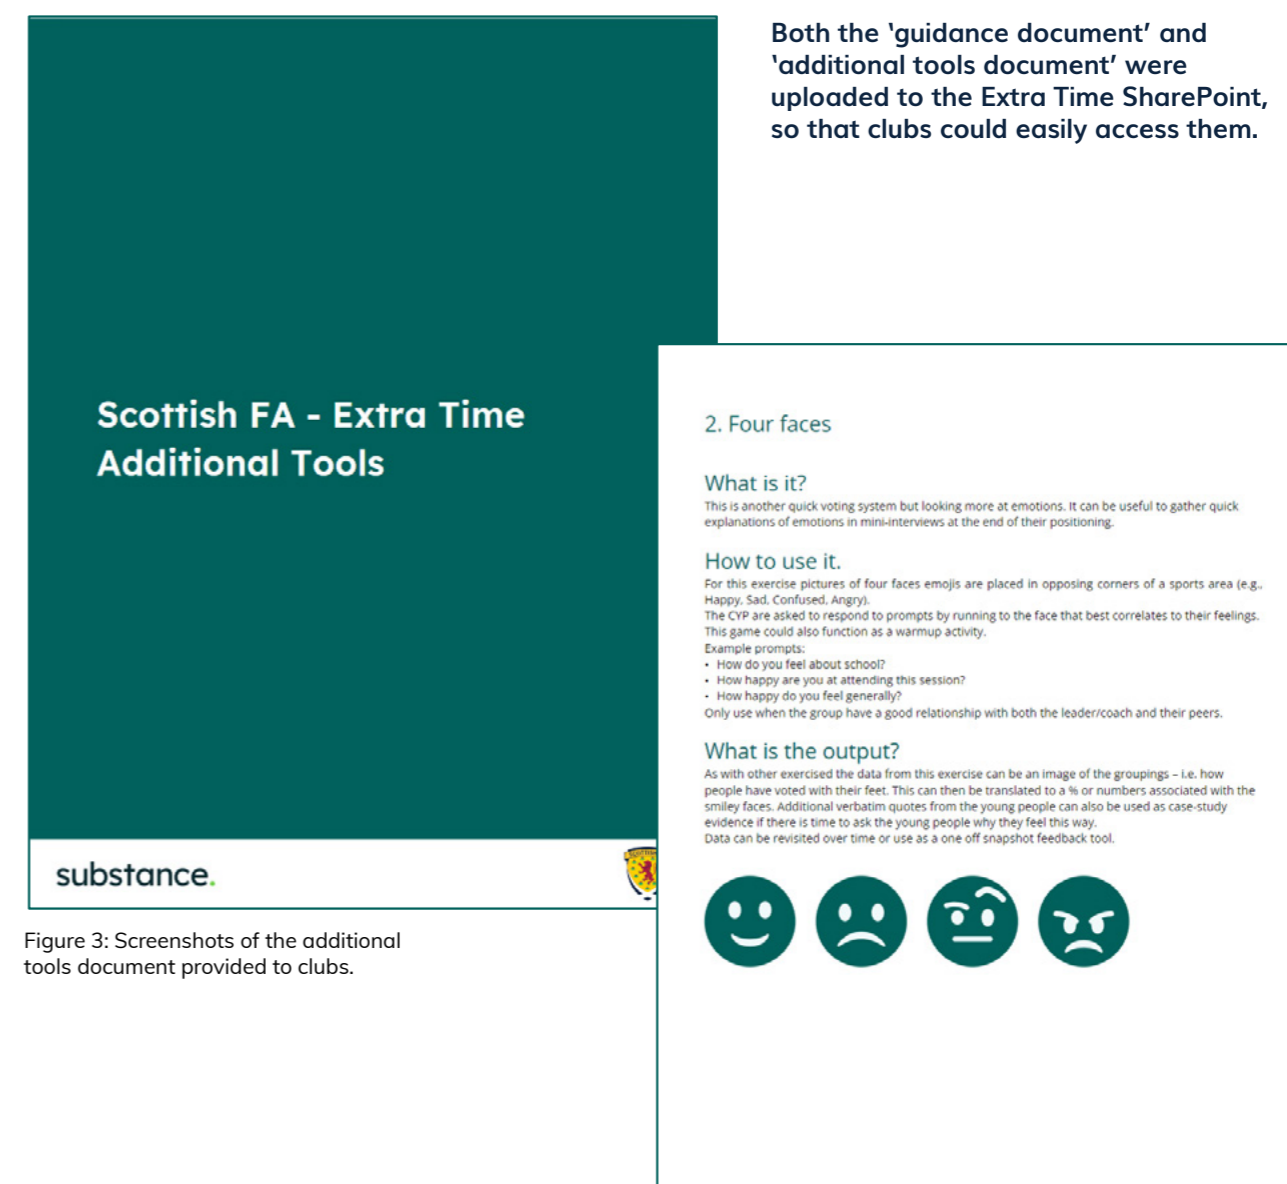 Both the ‘guidance document’ and
‘additional tools document’ were
uploaded to the Extra Time SharePoint,
so that clubs could easily access them.
Scottish FA - Extra Time
Additional Tools
substance.
Figure 3: Screenshots of the additional
tools document provided to clubs.
2. Four faces
What is it?
This is another quick voting system but looking more at emotions. It can be useful to gather quick
explanations of emotions in mini-interviews at the end of their positioning.
How to use it.
For this exercise pictures of four faces emojis are placed in opposing corners of a sports area (e.g.,
Happy, Sad, Confused, Angry).
The CYP are asked to respond to prompts by running to the face that best correlates to their feelings.
This game could also function as a warmup activity.
Example prompts:
• How do you feel about school?
• How happy are you at attending this session?
• How happy do you feel generally?
Only use when the group have a good relationship with both the leader/coach and their peers.
What is the output?
As with other exercised the data from this exercise can be an image of the groupings – i.e. how
people have voted with their feet. This can then be translated to a % or numbers associated with the
smiley faces. Additional verbatim quotes from the young people can also be used as case-study
evidence if there is time to ask the young people why they feel this way.
Data can be revisited over time or use as a one off snapshot feedback tool.